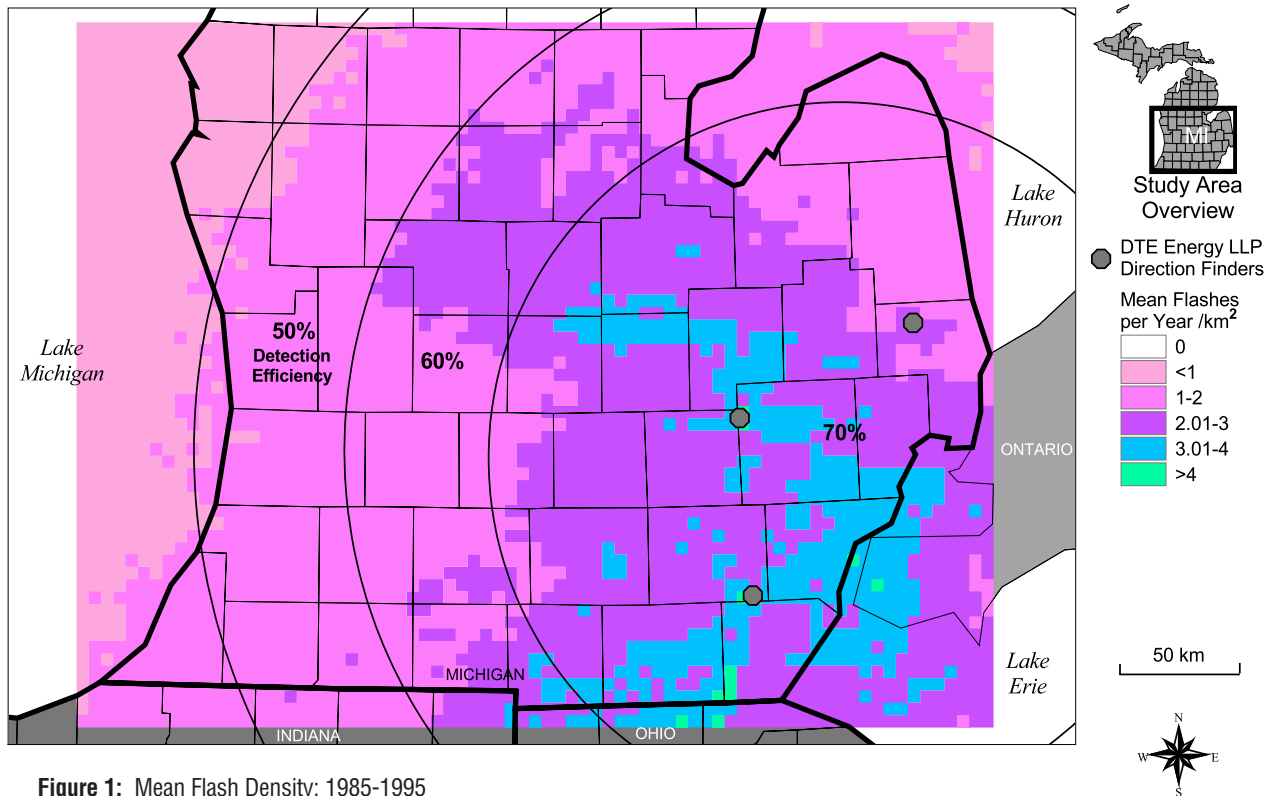 MI
Study Area
Overview
Lake
Huron
DTE Energy LLP
Direction Finders
Mean Flashes
per Year /km²
0
<1
1-2
2.01-3
3.01-4
>4
50%
Detection
Efficiency
60%
70%
Lake
Michigan
ONTARIO
MICHIGAN
INDIANA
OHIO
Lake
Erie
50 km
N
W
E
S
Figure 1: Mean Flash Density: 1985-1995